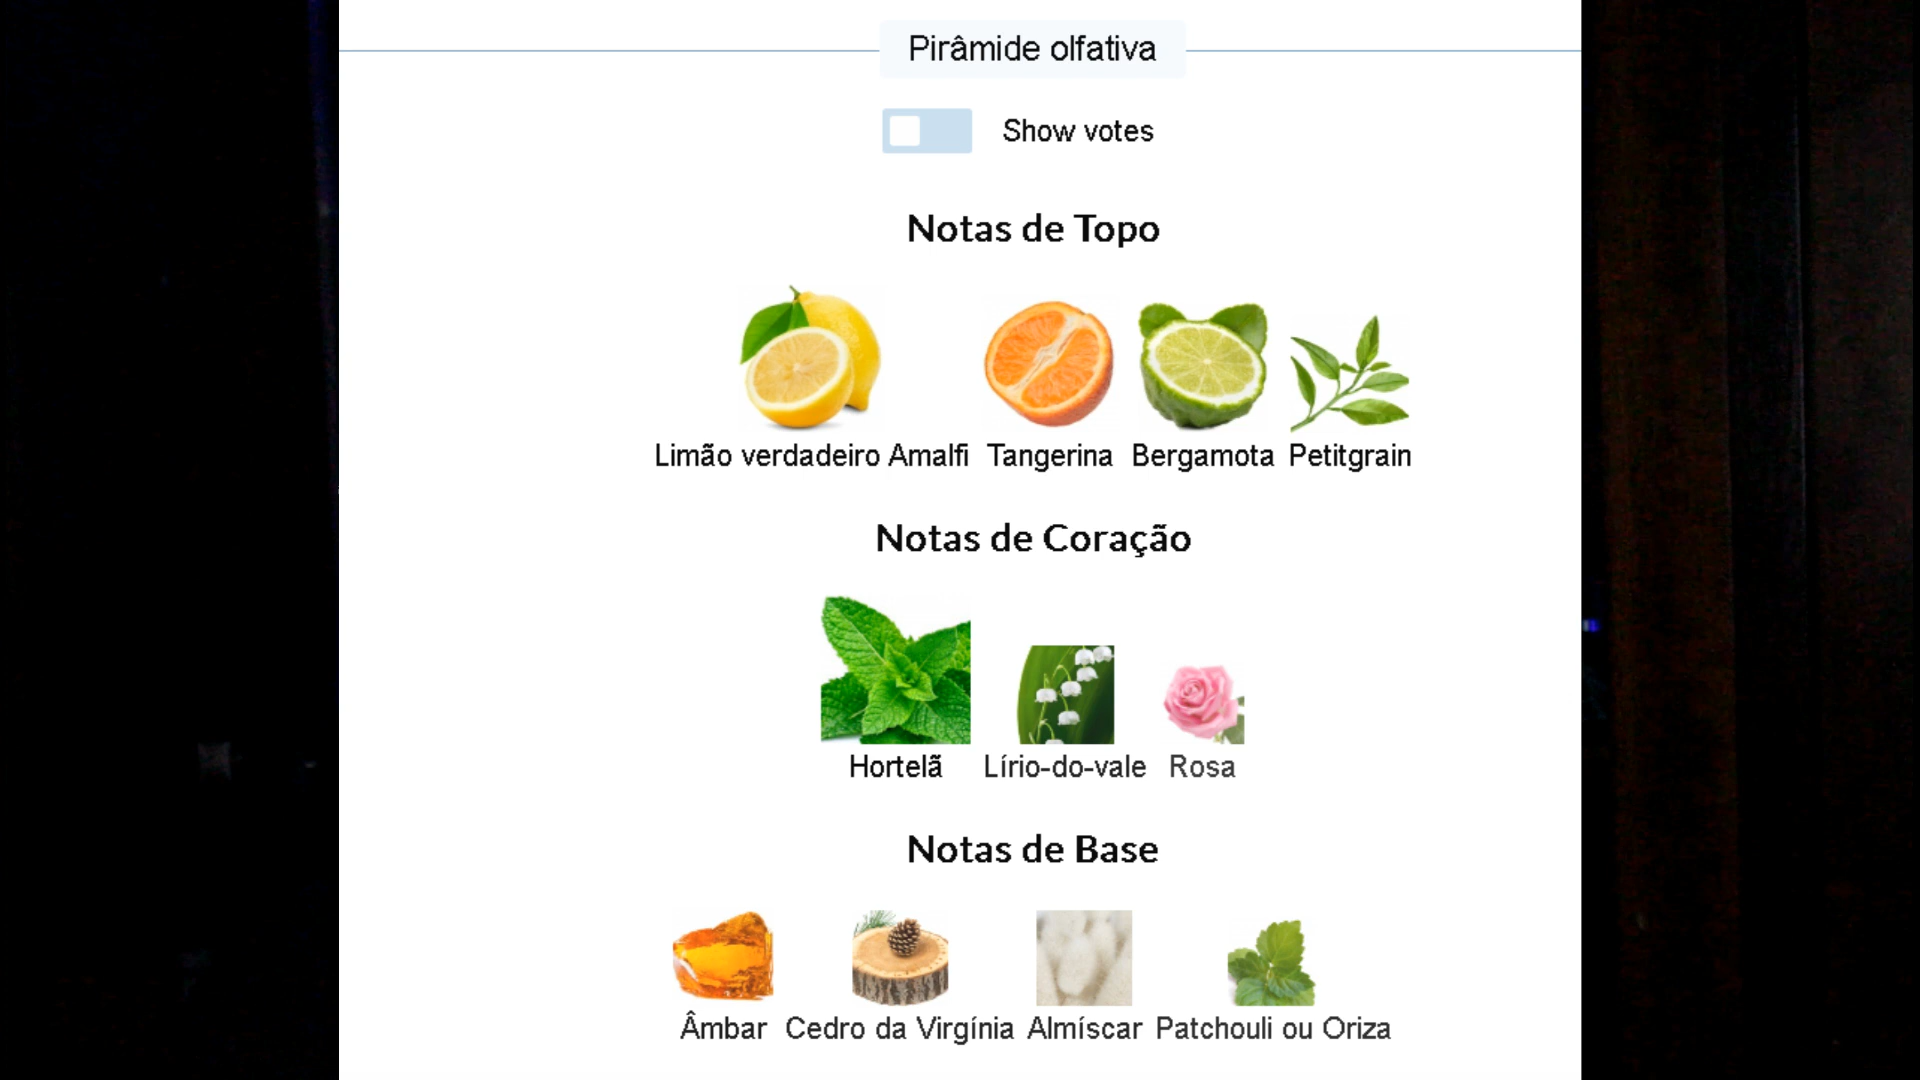 Pirâmide olfativa
Show votes
Notas de Topo
Limão verdadeiro Amalfi Tangerina Bergamota Petitgrain
Notas de Coração
Hortelã Lírio-do-vale Rosa
Notas de Base
Âmbar Cedro da Virgínia Almíscar Patchouli ou Oriza